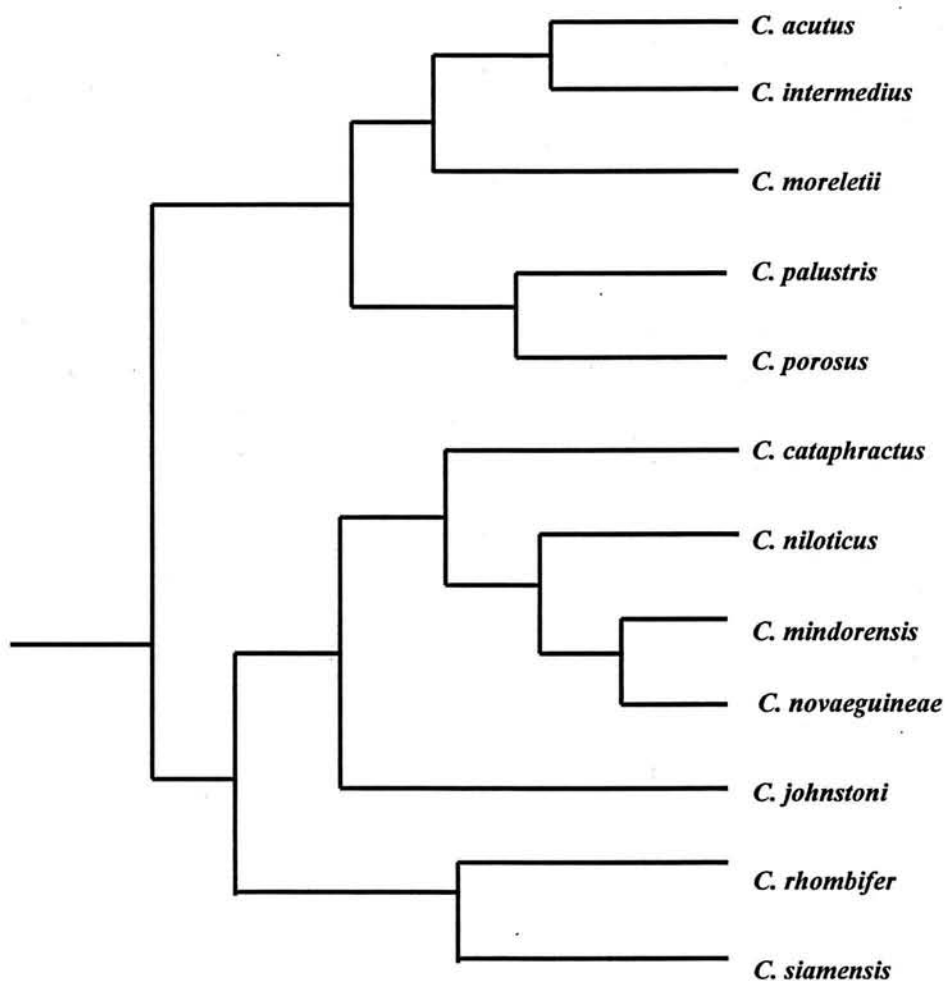 C. acutus
C. intermedius
C. moreletii
C. palustris
C. porosus
C. cataphractus
C. niloticus
C. mindorensis
C. novaeguineae
C. johnstoni
C. rhombifer
C. siamensis